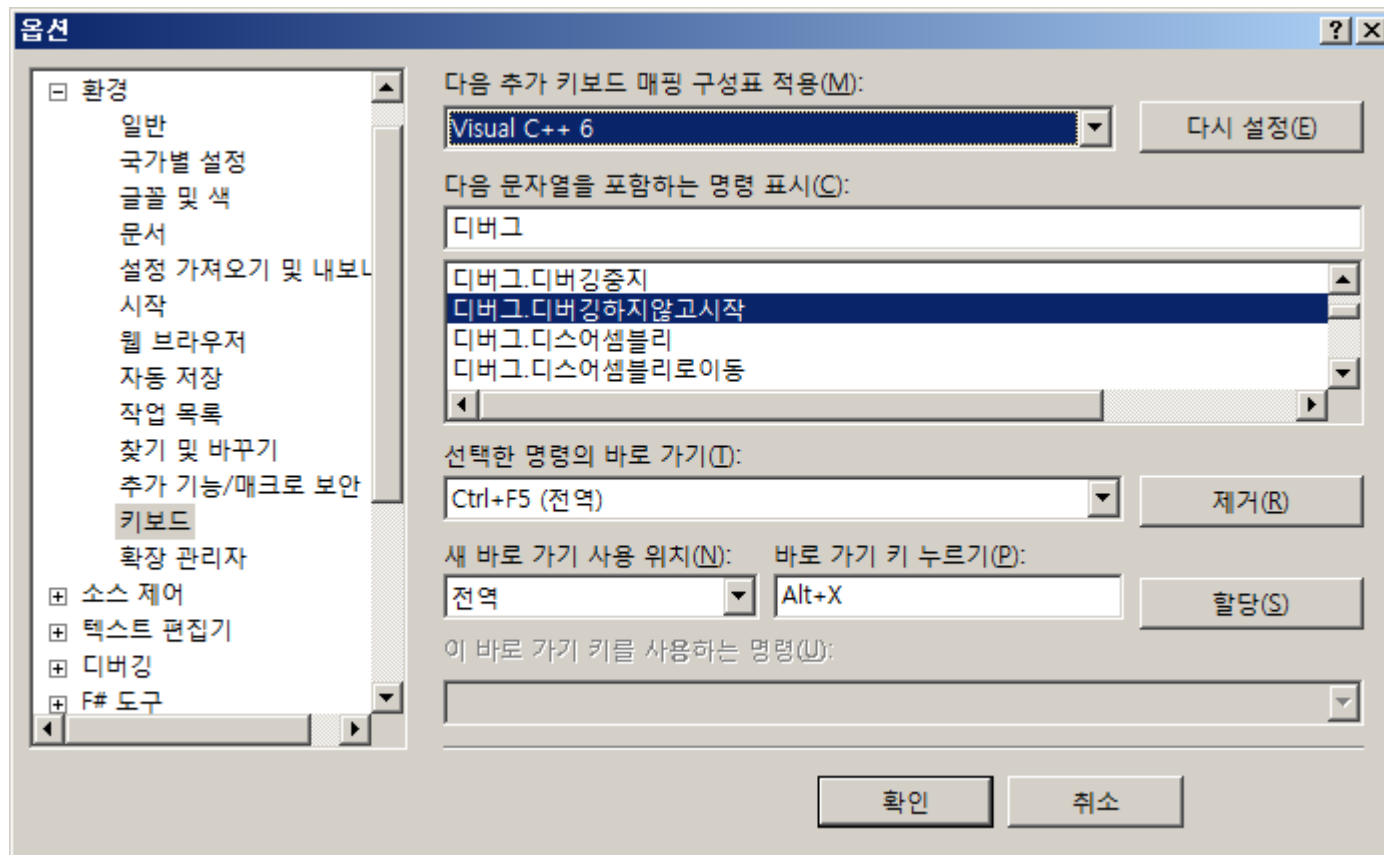 옵션
환경
일반
국가별 설정
글꼴 및 색
문서
설정 가져오기 및 내보니
시작
웹 브라우저
자동 저장
작업 목록
찾기 및 바꾸기
추가 기능/매크로 보안
키보드
확장 관리자
소스 제어
텍스트 편집기
디버깅
F# 도구
다음 추가 키보드 매핑 구성표 적용(M):
Visual C++ 6
다시 설정(E)
다음 문자열을 포함하는 명령 표시(C):
디버그
디버그.디버깅중지
디버그.디버깅하지않고시작
디버그.디스어셈블리
디버그.디스어셈블리로이동
선택한 명령의 바로 가기(T):
Ctrl+F5 (전역)
제거(R)
새 바로 가기 사용 위치(N): 바로 가기 키 누르기(P):
전역 Alt+X 할당(S)
이 바로 가기 키를 사용하는 명령(U):
확인 취소